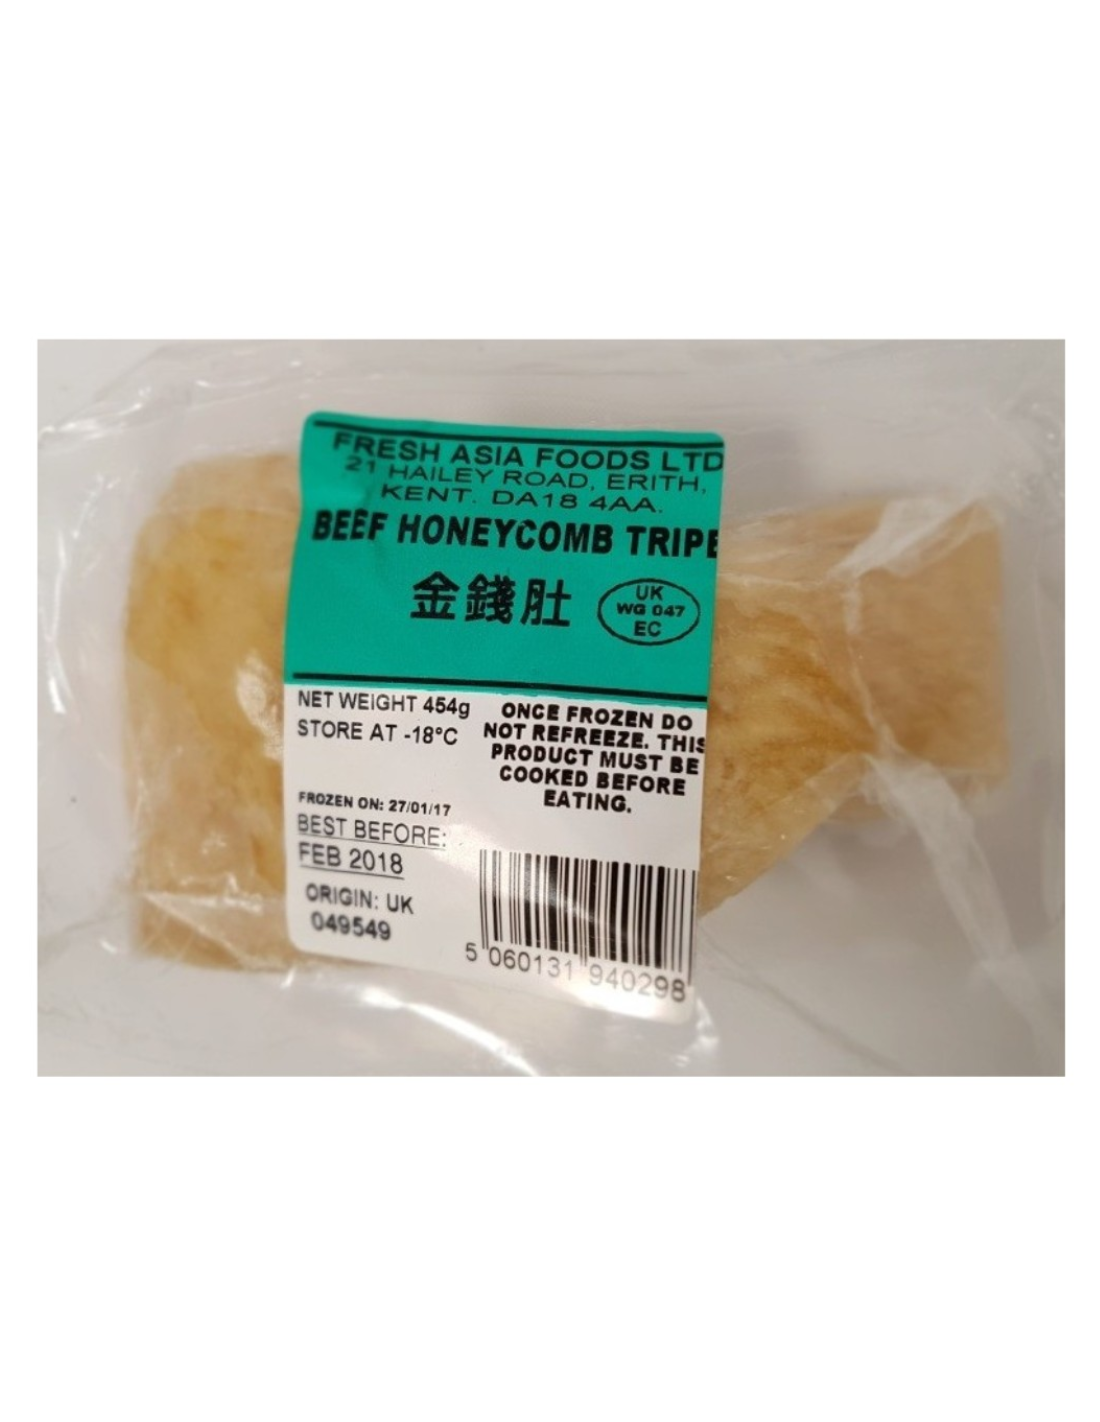 FRESH ASIA FOODS LTD
21 HAILEY ROAD, ERITH,
KENT. DA18 4AA.
BEEF HONEYCOMB TRIPE
金錢肚
UK
WG 047
EC
NET WEIGHT 454g
STORE AT -18°C
ONCE FROZEN DO
NOT REFREEZE. THIS
PRODUCT MUST BE
COOKED BEFORE
EATING.
FROZEN ON: 27/01/17
BEST BEFORE:
FEB 2018
ORIGIN: UK
049549
5 060131 940298